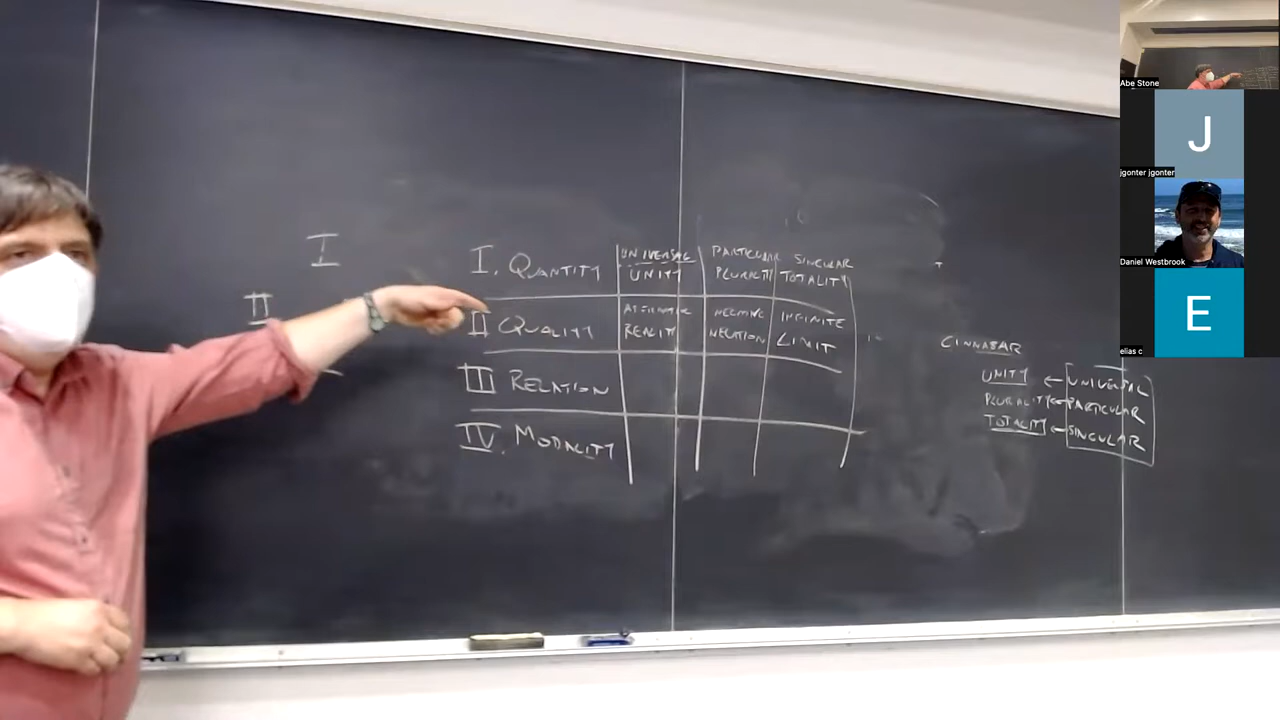 Abe Stone
J
jgonter jgonter
Daniel Westbrook
E
elias c
I
II
I. QUANTITY
UNIVERSAL
UNITY
PARTICULAR
PLURALITY
SINGULAR
TOTALITY
II QUALITY
AFFIRMATIVE
REALITY
NEGATIVE
NEGATION
INFINITE
LIMIT
III RELATION
IV. MODALITY
CINNABAR
UNITY ← UNIVERSAL
PLURALITY ← PARTICULAR
TOTALITY ← SINGULAR